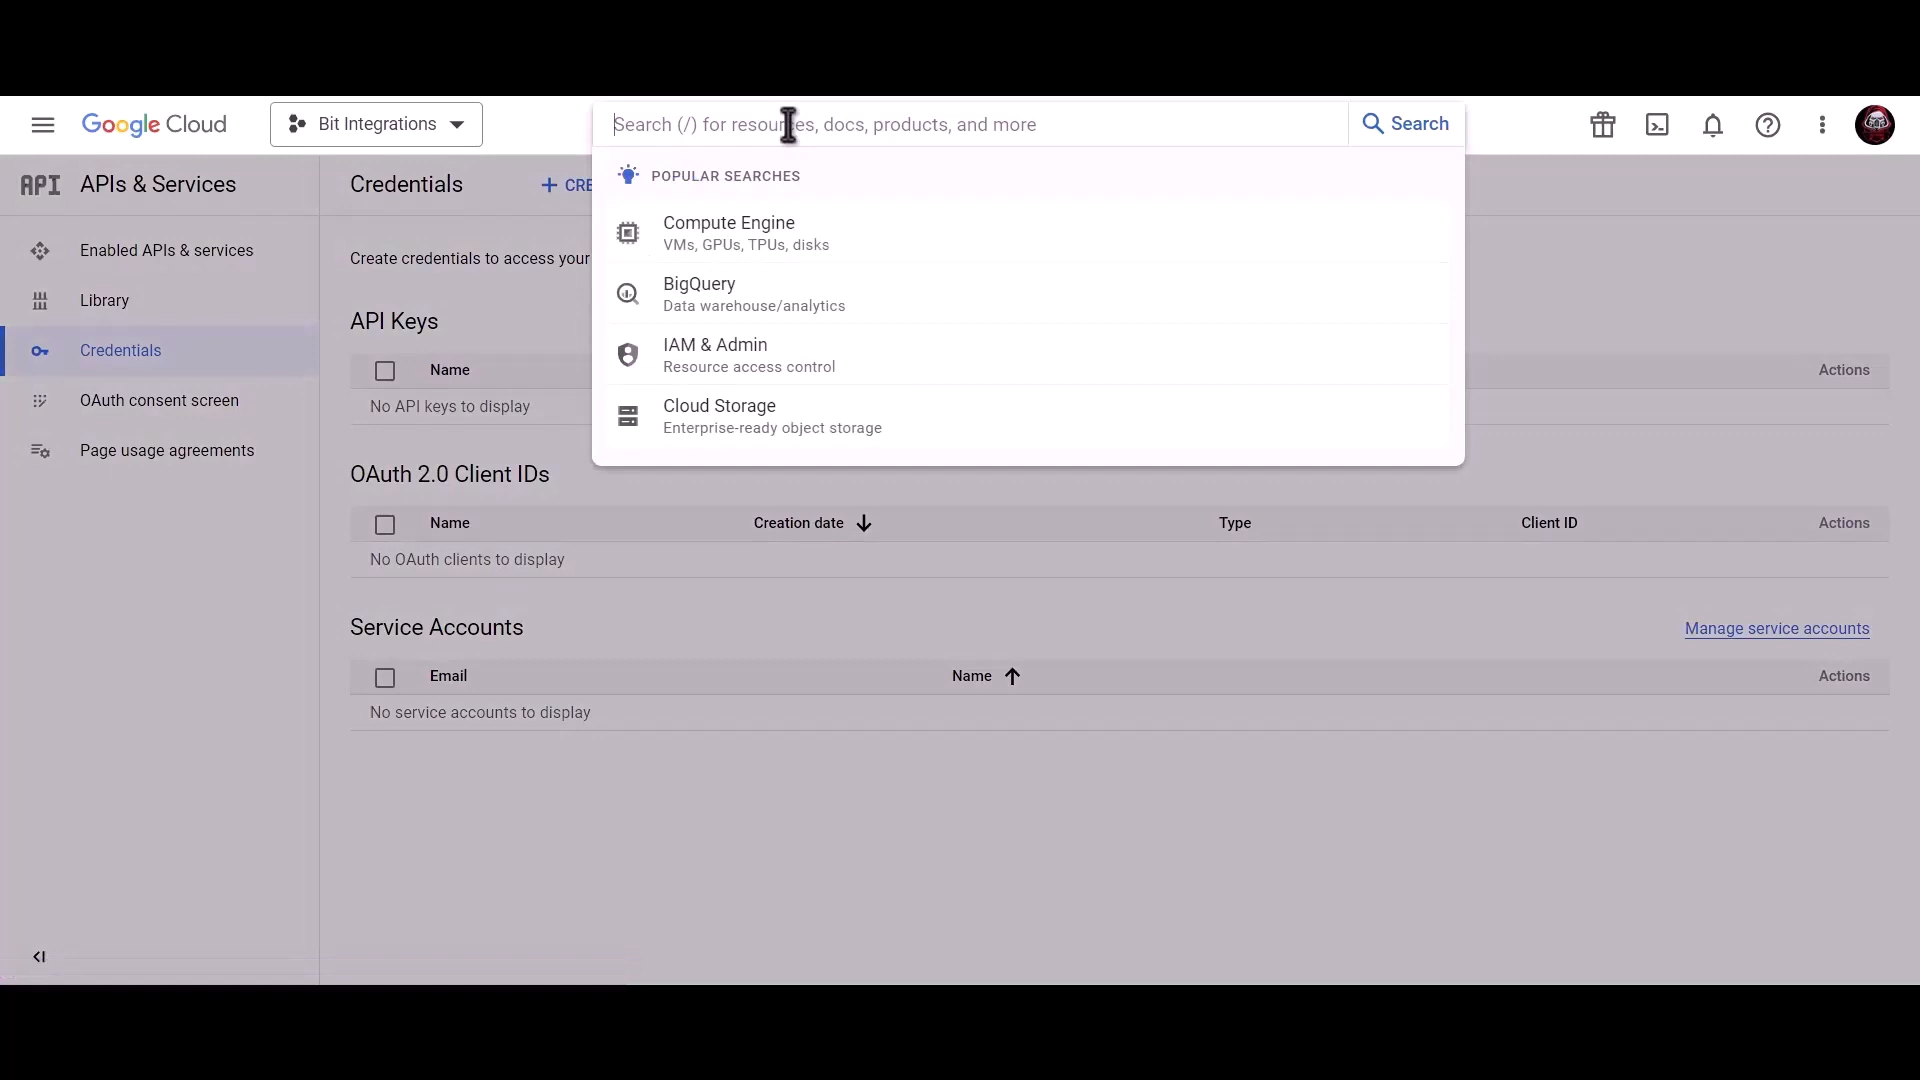 Google Cloud
Bit Integrations
Search (/) for resources, docs, products, and more
Search
API
APIs & Services
Credentials
+ CRE
POPULAR SEARCHES
Compute Engine
VMs, GPUs, TPUs, disks
BigQuery
Data warehouse/analytics
IAM & Admin
Resource access control
Cloud Storage
Enterprise-ready object storage
Enabled APIs & services
Library
Credentials
OAuth consent screen
Page usage agreements
Create credentials to access your
API Keys
Name Actions
No API keys to display
OAuth 2.0 Client IDs
Name Creation date Type Client ID Actions
No OAuth clients to display
Service Accounts
Manage service accounts
Email Name Actions
No service accounts to display